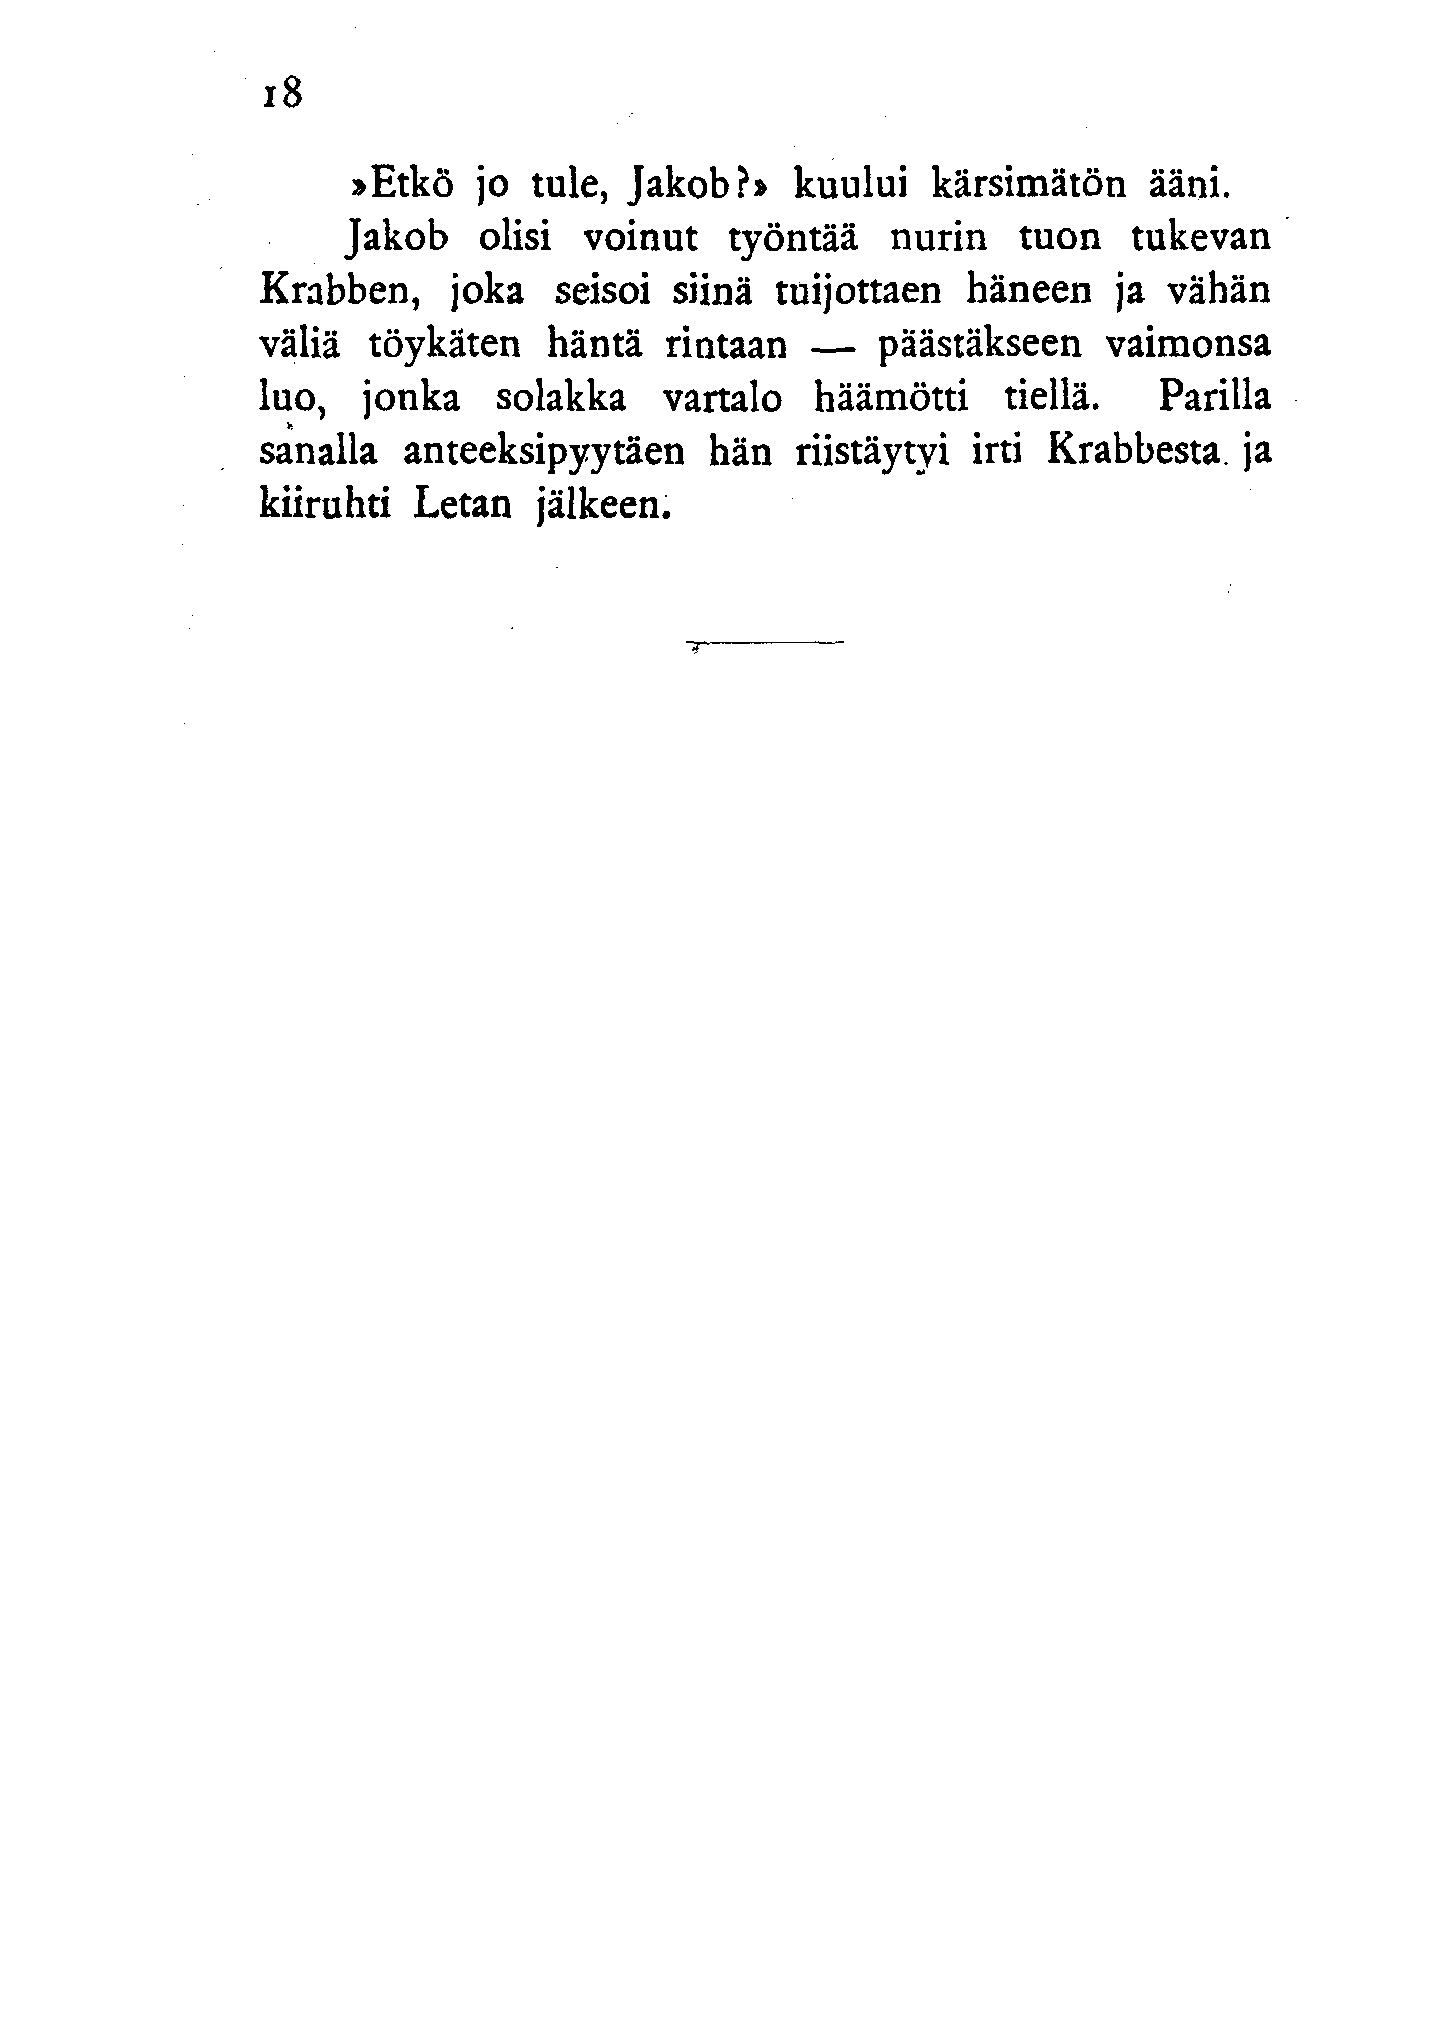 18
»Etkö jo tule, Jakob?» kuului kärsimätön ääni.
Jakob olisi voinut työntää nurin tuon tukevan
Krabben, joka seisoi siinä tuijottaen häneen ja vähän
väliä töykäten häntä rintaan — päästäkseen vaimonsa
luo, jonka solakka vartalo häämötti tiellä. Parilla
sanalla anteeksipyytäen hän riistäytyi irti Krabbesta ja
kiiruhti Letan jälkeen.